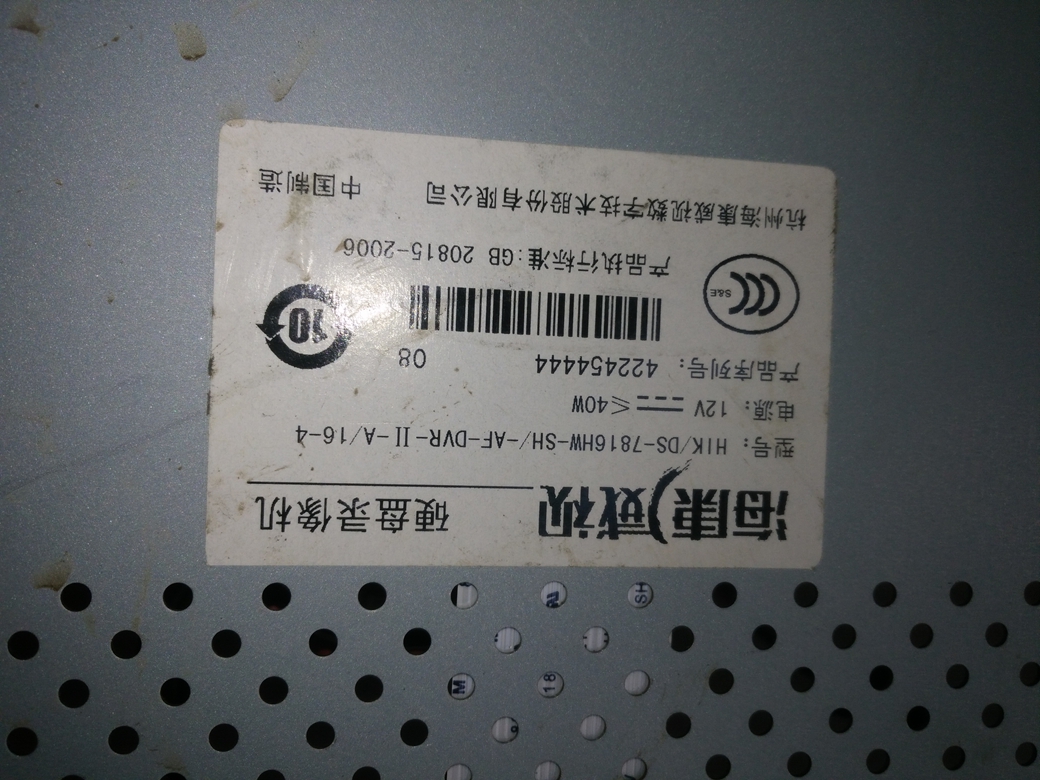 海康威视 硬盘录像机
型号: HIK/DS-7816HW-SH/-AF-DVR-II-A/16-4
电源: 12V ≤40W
产品序列号: 422454444 08
10
CCC S&E
产品执行标准:GB 20815-2006
杭州海康威视数字技术股份有限公司 中国制造
SH
M
18